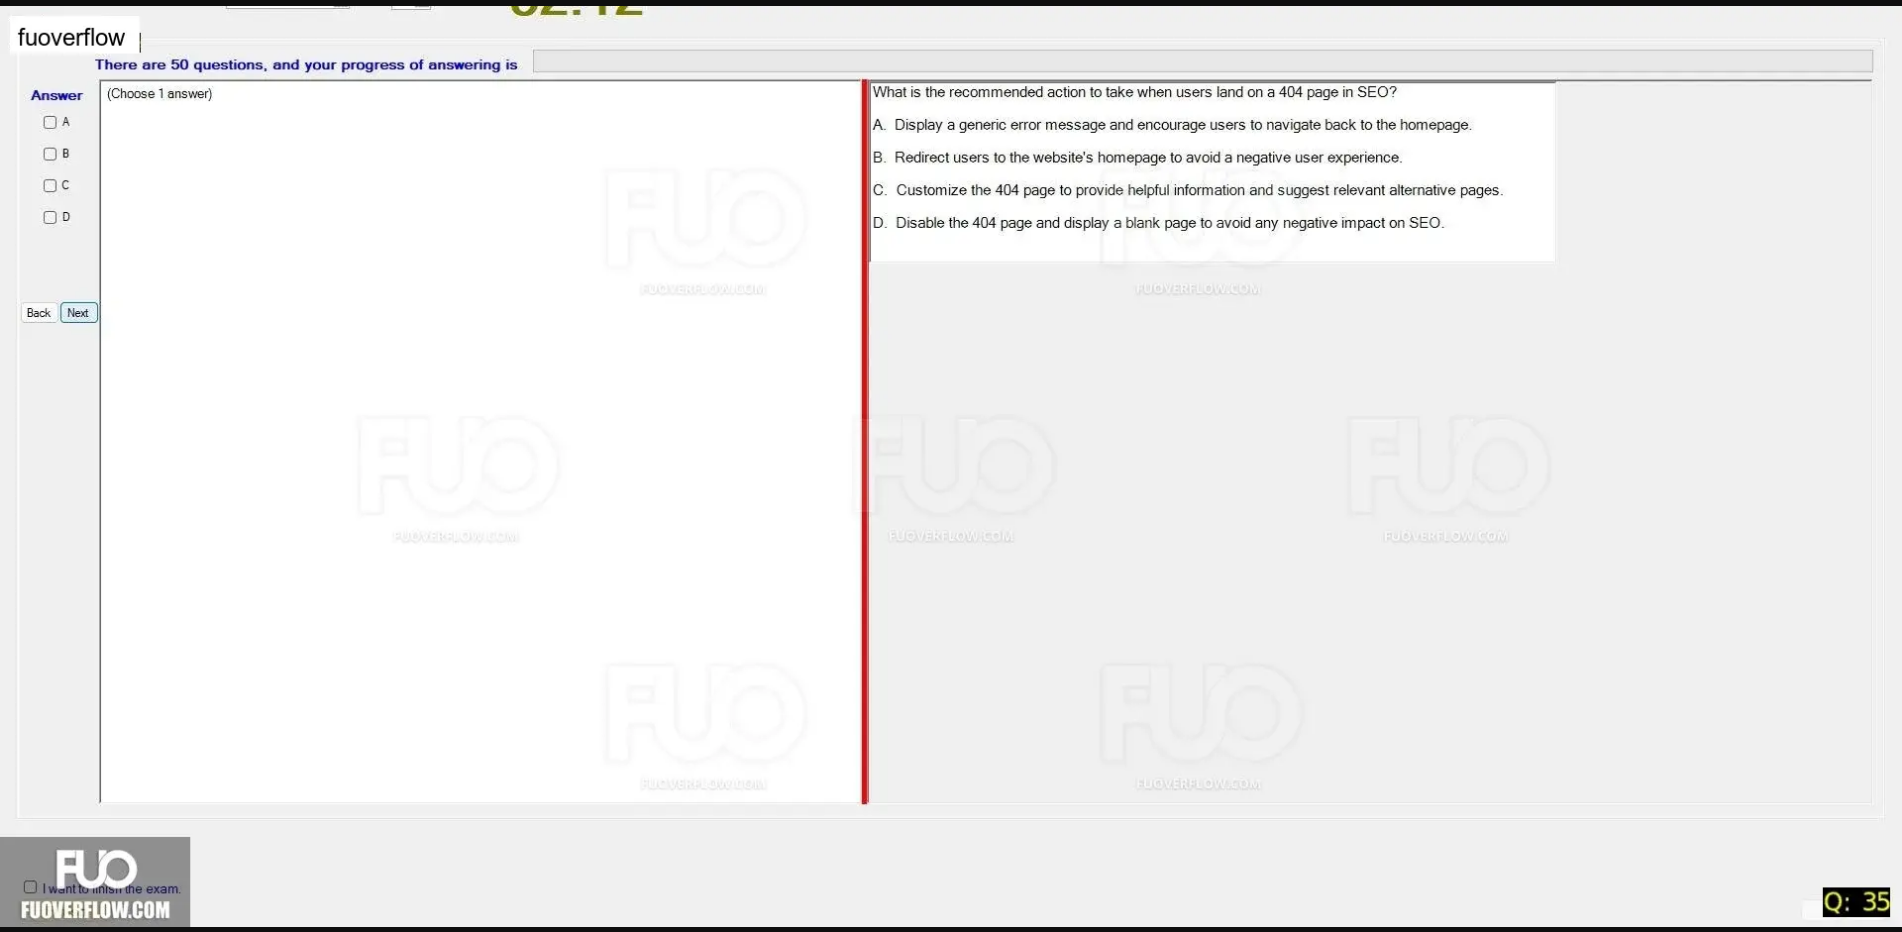 fuoverflow
There are 50 questions, and your progress of answering is
Answer
(Choose 1 answer)
A
B
C
D
Back Next
What is the recommended action to take when users land on a 404 page in SEO?
A. Display a generic error message and encourage users to navigate back to the homepage.
B. Redirect users to the website's homepage to avoid a negative user experience.
C. Customize the 404 page to provide helpful information and suggest relevant alternative pages.
D. Disable the 404 page and display a blank page to avoid any negative impact on SEO.
FUO
FUOVERFLOW.COM
FUO
FUOVERFLOW.COM
FUO
FUOVERFLOW.COM
FUO
FUOVERFLOW.COM
FUO
FUOVERFLOW.COM
FUO
FUOVERFLOW.COM
FUO
FUOVERFLOW.COM
FUO
I want to finish the exam.
FUOVERFLOW.COM
Q: 35